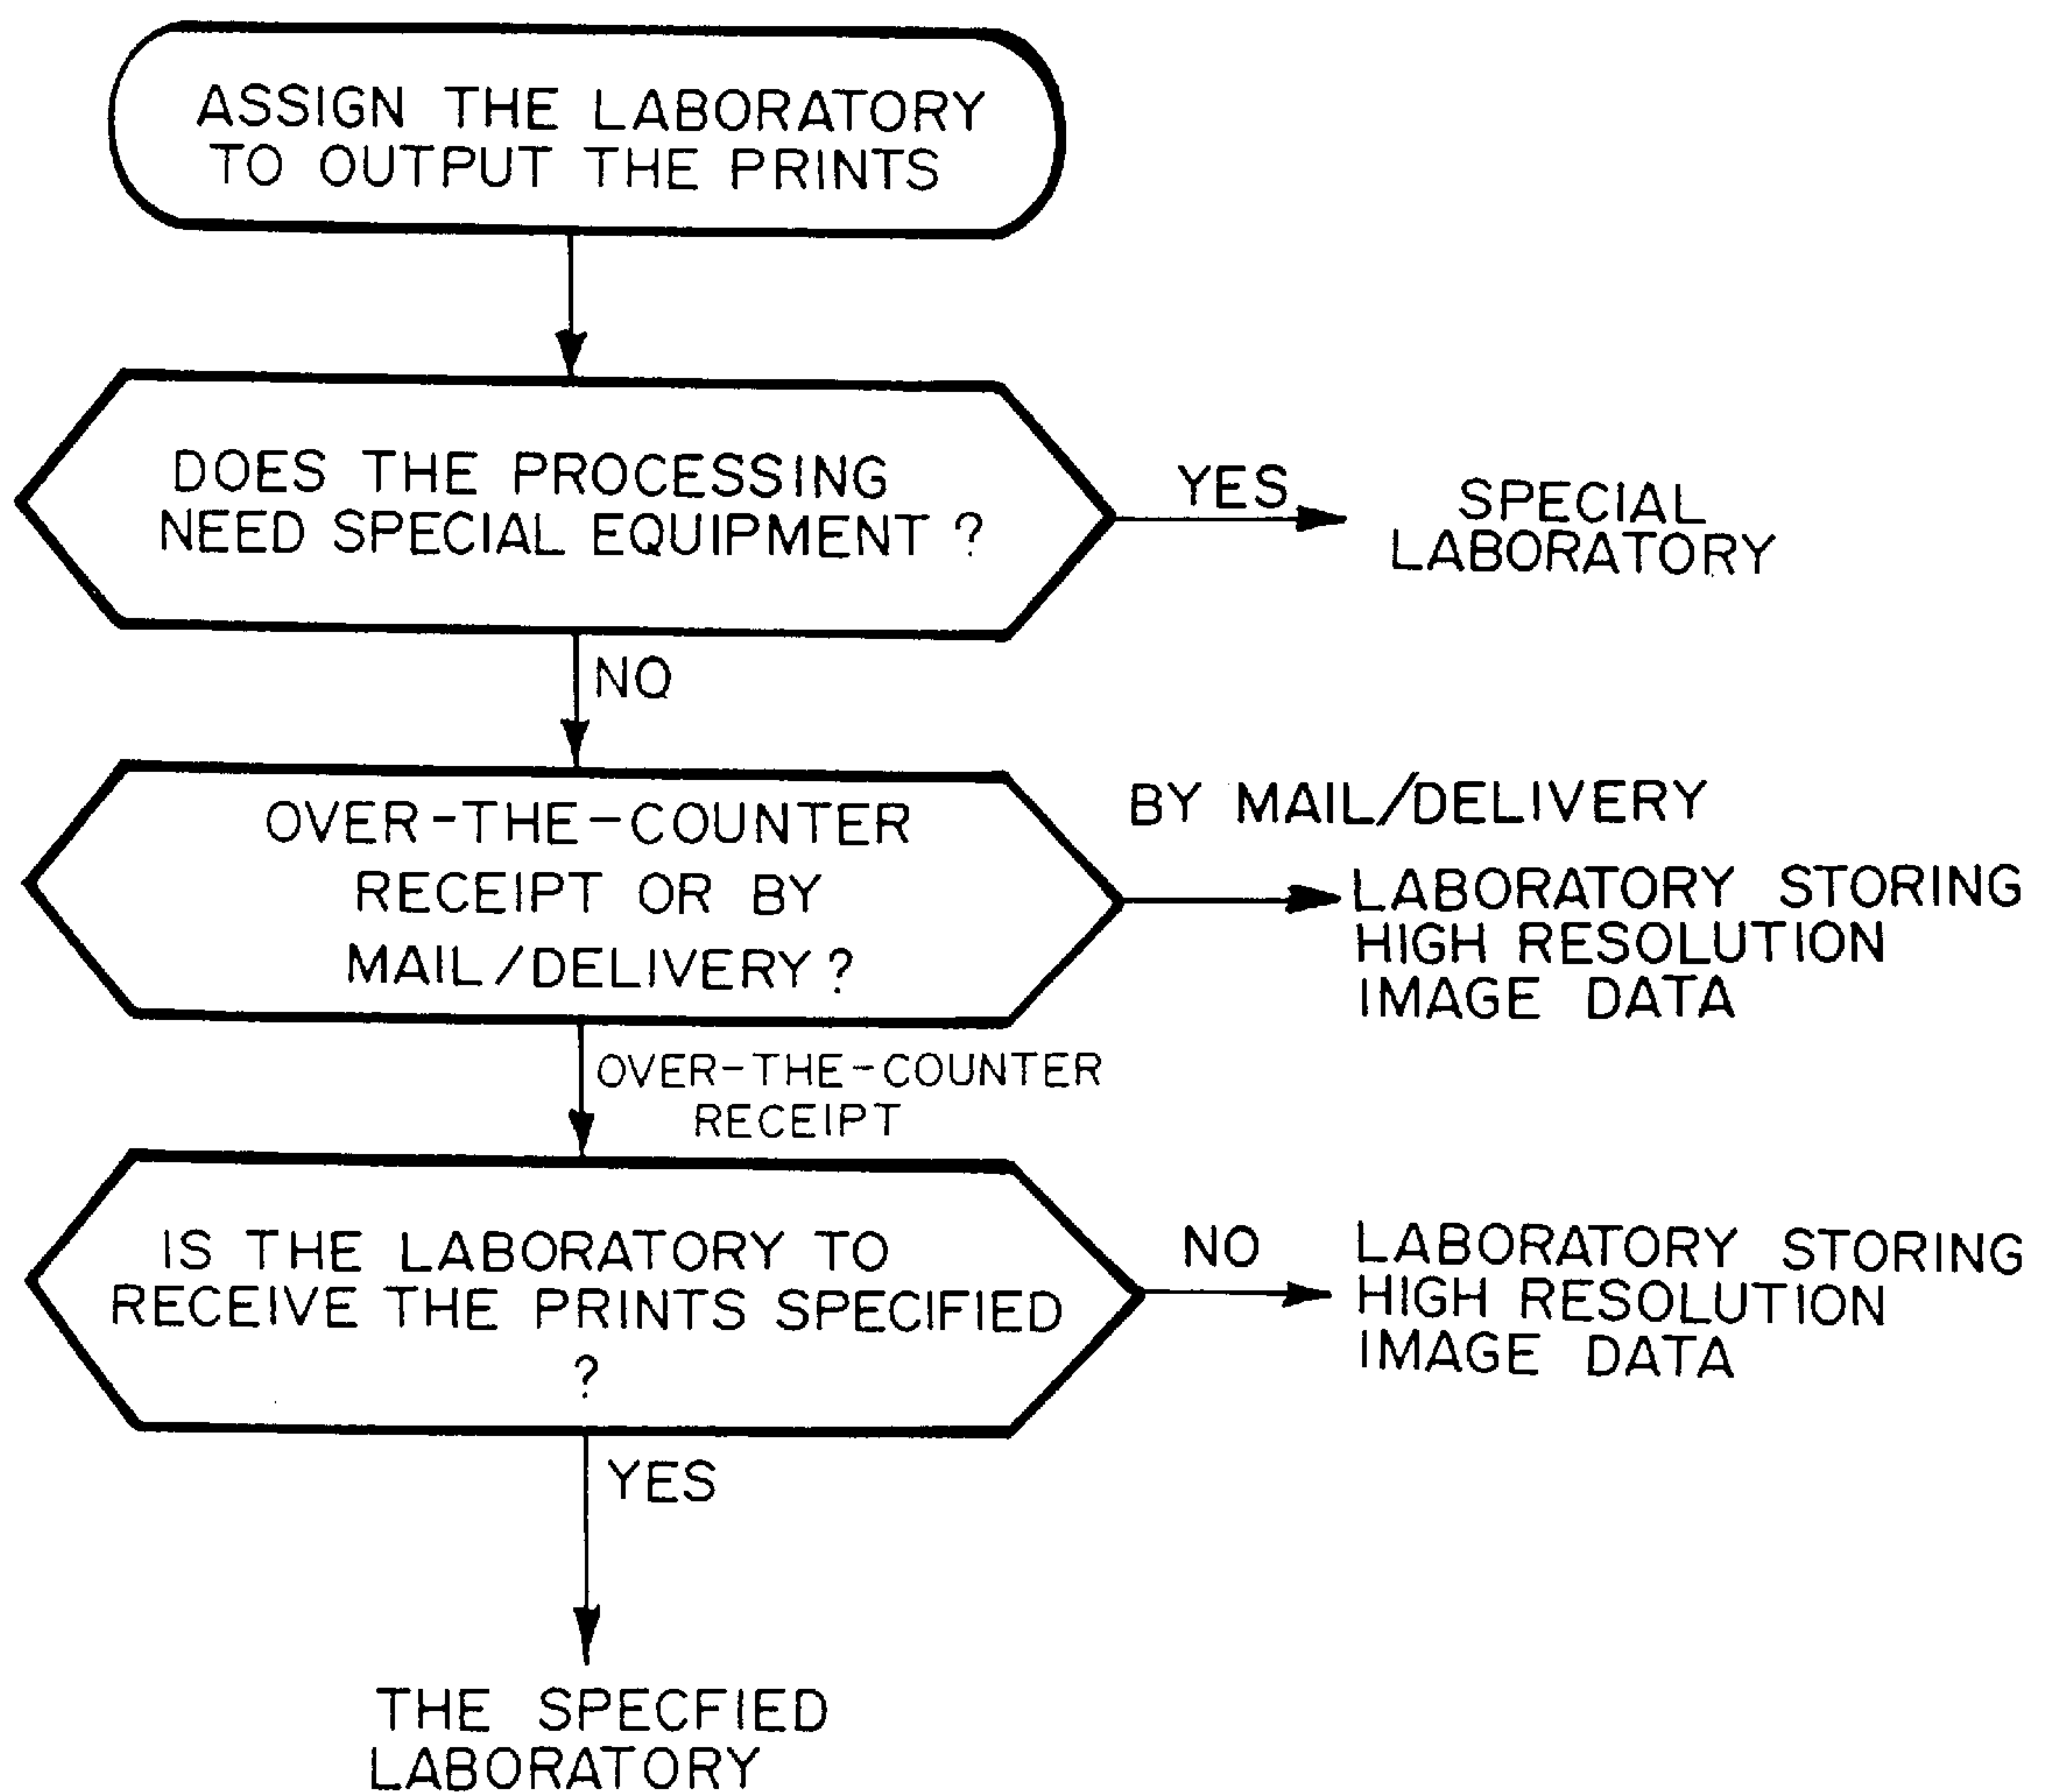 ASSIGN THE LABORATORY
TO OUTPUT THE PRINTS
DOES THE PROCESSING
NEED SPECIAL EQUIPMENT ?
YES
SPECIAL
LABORATORY
NO
OVER-THE-COUNTER
RECEIPT OR BY
MAIL/DELIVERY?
BY MAIL/DELIVERY
LABORATORY STORING
HIGH RESOLUTION
IMAGE DATA
OVER-THE-COUNTER
RECEIPT
IS THE LABORATORY TO
RECEIVE THE PRINTS SPECIFIED
?
NO
LABORATORY STORING
HIGH RESOLUTION
IMAGE DATA
YES
THE SPECFIED
LABORATORY